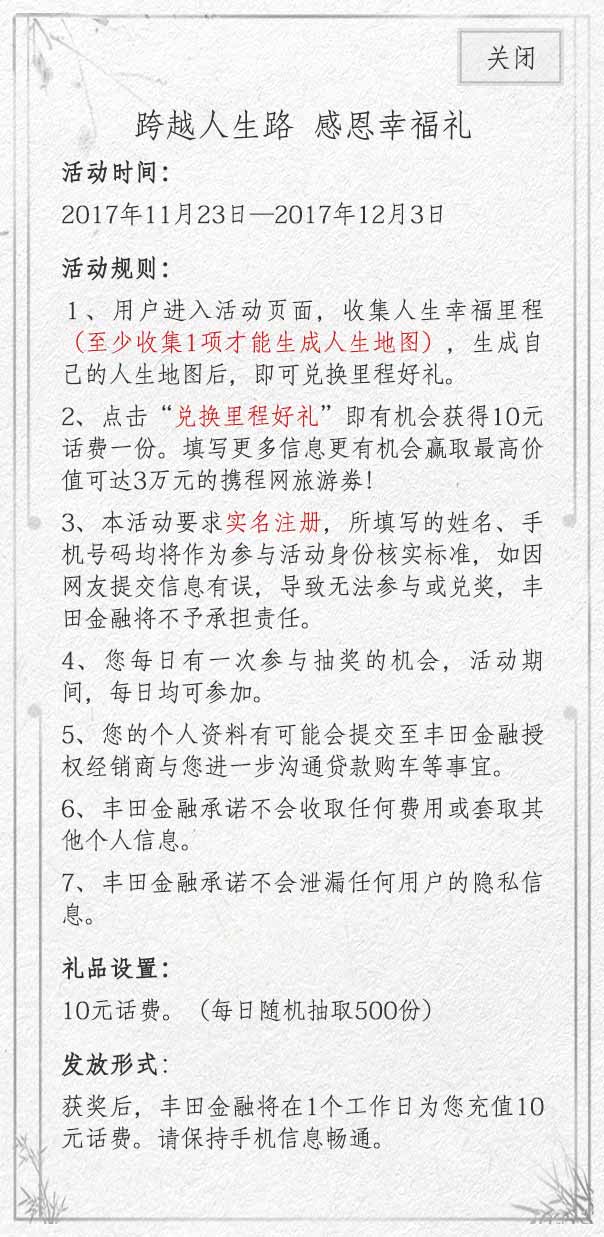 关闭
跨越人生路 感恩幸福礼
活动时间：
2017年11月23日—2017年12月3日
活动规则：
1、用户进入活动页面，收集人生幸福里程
（至少收集1项才能生成人生地图），生成自
己的人生地图后，即可兑换里程好礼。
2、点击“兑换里程好礼”即有机会获得10元
话费一份。填写更多信息更有机会赢取最高价
值可达3万元的携程网旅游券！
3、本活动要求实名注册，所填写的姓名、手
机号码均将作为参与活动身份核实标准，如因
网友提交信息有误，导致无法参与或兑奖，丰
田金融将不予承担责任。
4、您每日有一次参与抽奖的机会，活动期
间，每日均可参加。
5、您的个人资料有可能会提交至丰田金融授
权经销商与您进一步沟通贷款购车等事宜。
6、丰田金融承诺不会收取任何费用或套取其
他个人信息。
7、丰田金融承诺不会泄漏任何用户的隐私信
息。
礼品设置：
10元话费。（每日随机抽取500份）
发放形式：
获奖后，丰田金融将在1个工作日为您充值10
元话费。请保持手机信息畅通。